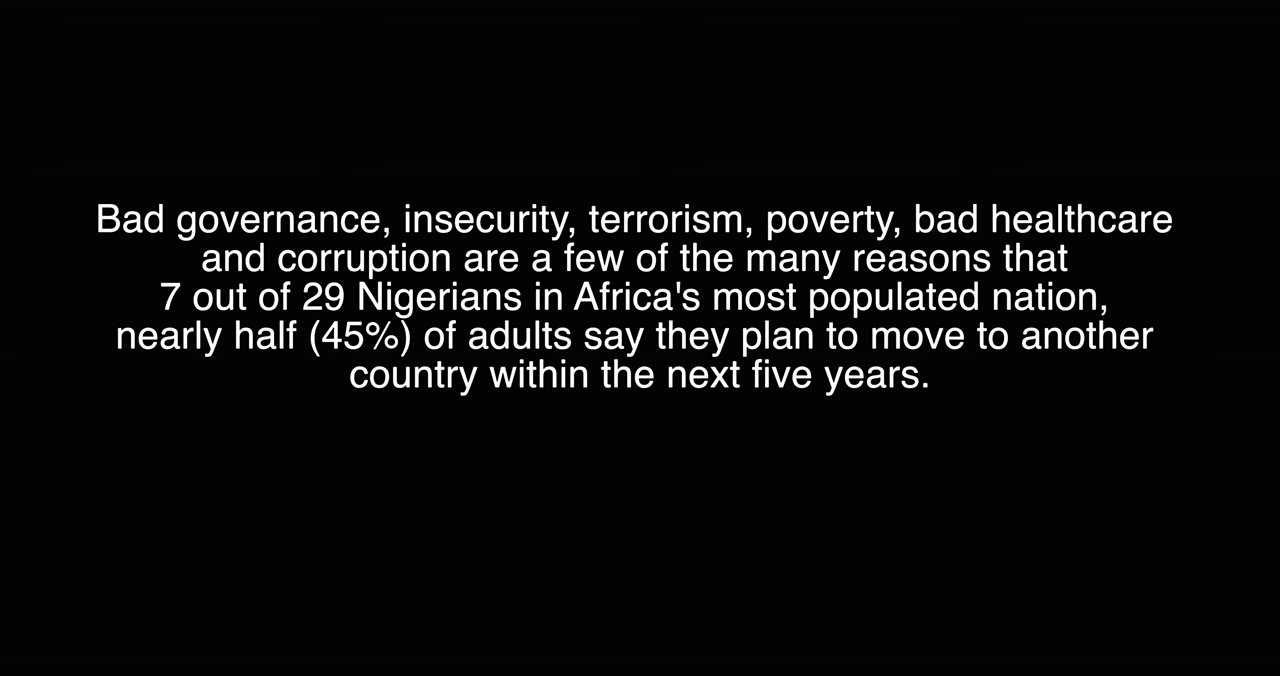 Bad governance, insecurity, terrorism, poverty, bad healthcare
and corruption are a few of the many reasons that
7 out of 29 Nigerians in Africa's most populated nation,
nearly half (45%) of adults say they plan to move to another
country within the next five years.